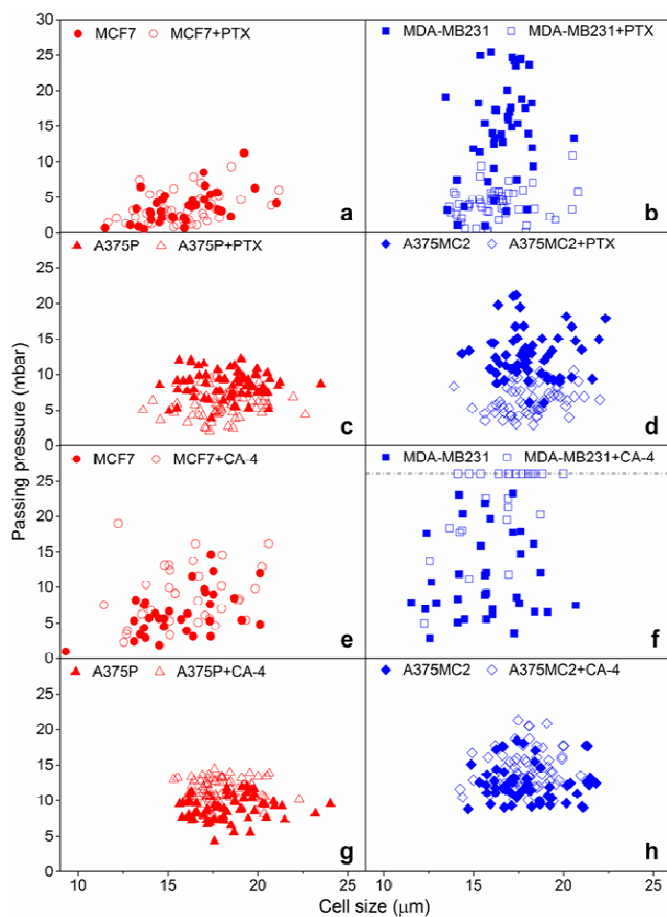 30
MCF7 MCF7+PTX
MDA-MB231 MDA-MB231+PTX
25
20
15
10
5
a
b
0
A375P A375P+PTX
A375MC2 A375MC2+PTX
25
20
15
10
5
c
d
0
MCF7 MCF7+CA-4
MDA-MB231 MDA-MB231+CA-4
25
20
15
10
5
e
f
0
A375P A375P+CA-4
A375MC2 A375MC2+CA-4
25
20
15
10
5
g
h
0
10 15 20 25 10 15 20 25
Passing pressure (mbar)
Cell size (μm)